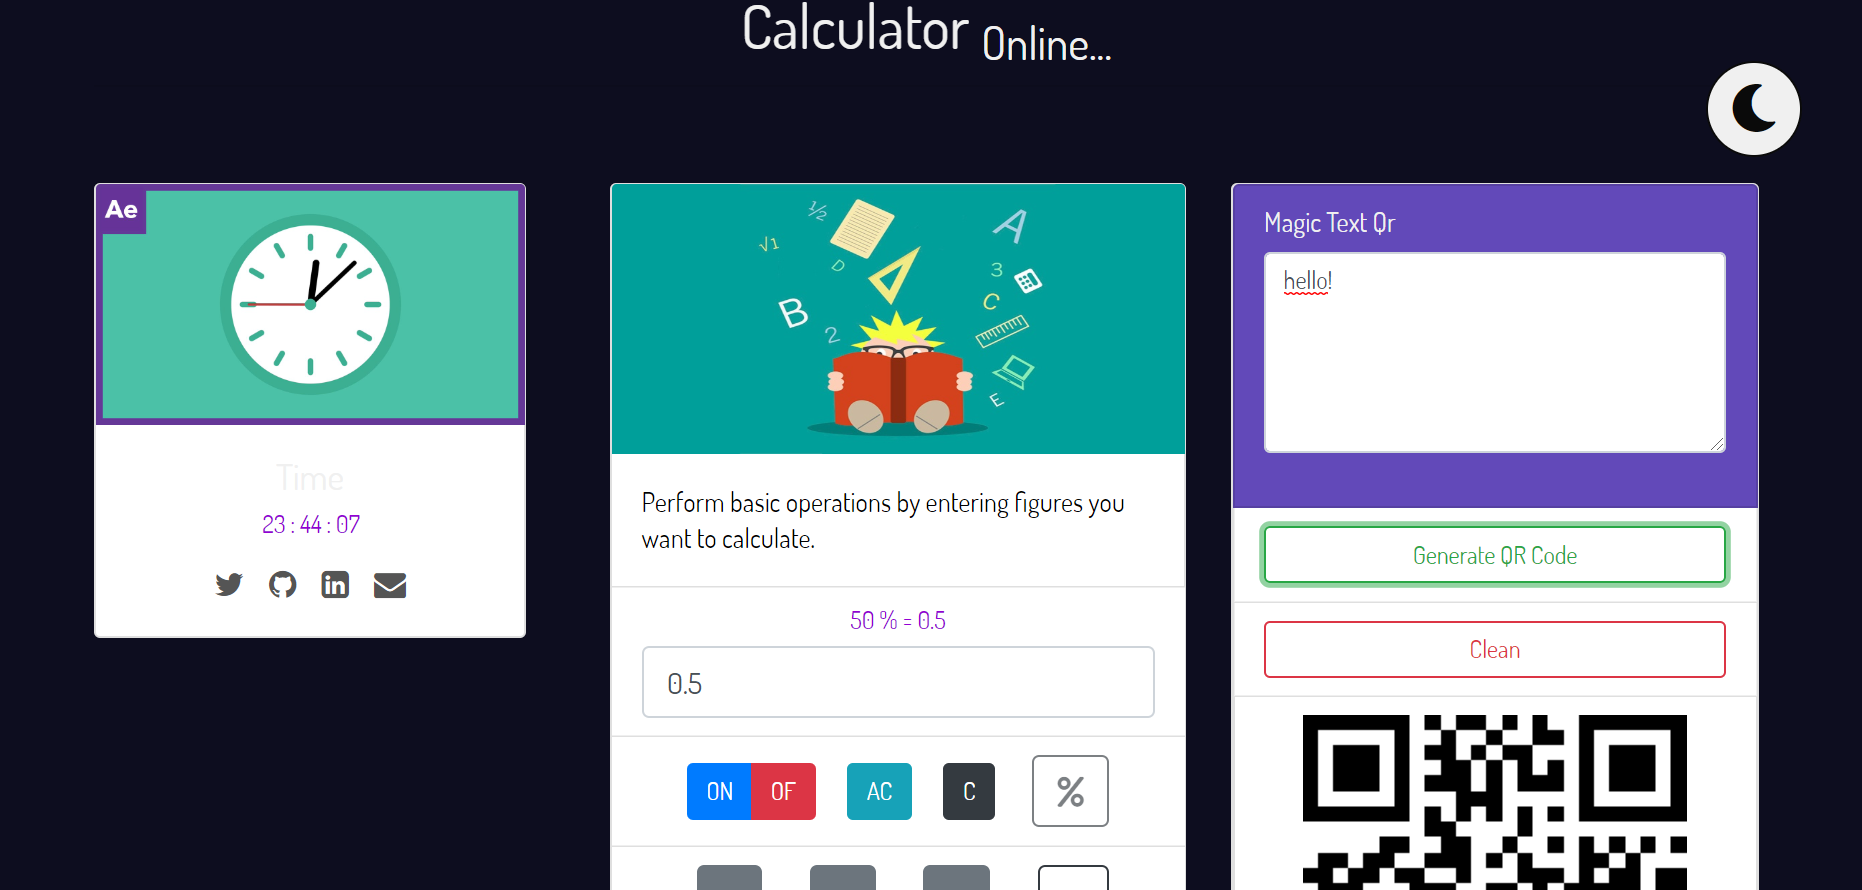 Calculator Online...
Ae
Time
23 : 44 : 07
½
√1
D
A
3
C
B
2
E
Perform basic operations by entering figures you
want to calculate.
50 % = 0.5
0.5
ON OF AC C %
Magic Text Qr
hello!
Generate QR Code
Clean